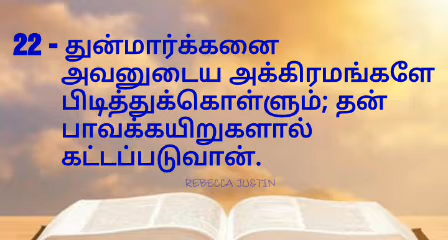 22 - துன்மார்க்கனை
அவனுடைய அக்கிரமங்களே
பிடித்துக்கொள்ளும்; தன்
பாவக்கயிறுகளால்
கட்டப்படுவான்.
REBECCA JUSTIN